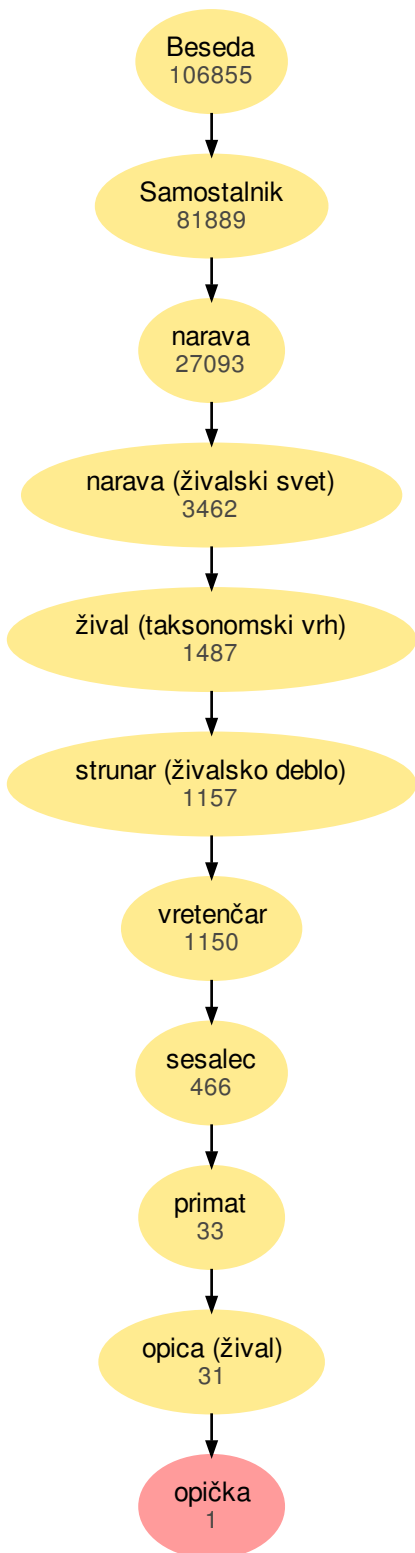 Beseda
106855
Samostalnik
81889
narava
27093
narava (živalski svet)
3462
žival (taksonomski vrh)
1487
strunar (živalsko deblo)
1157
vretenčar
1150
sesalec
466
primat
33
opica (žival)
31
opička
1